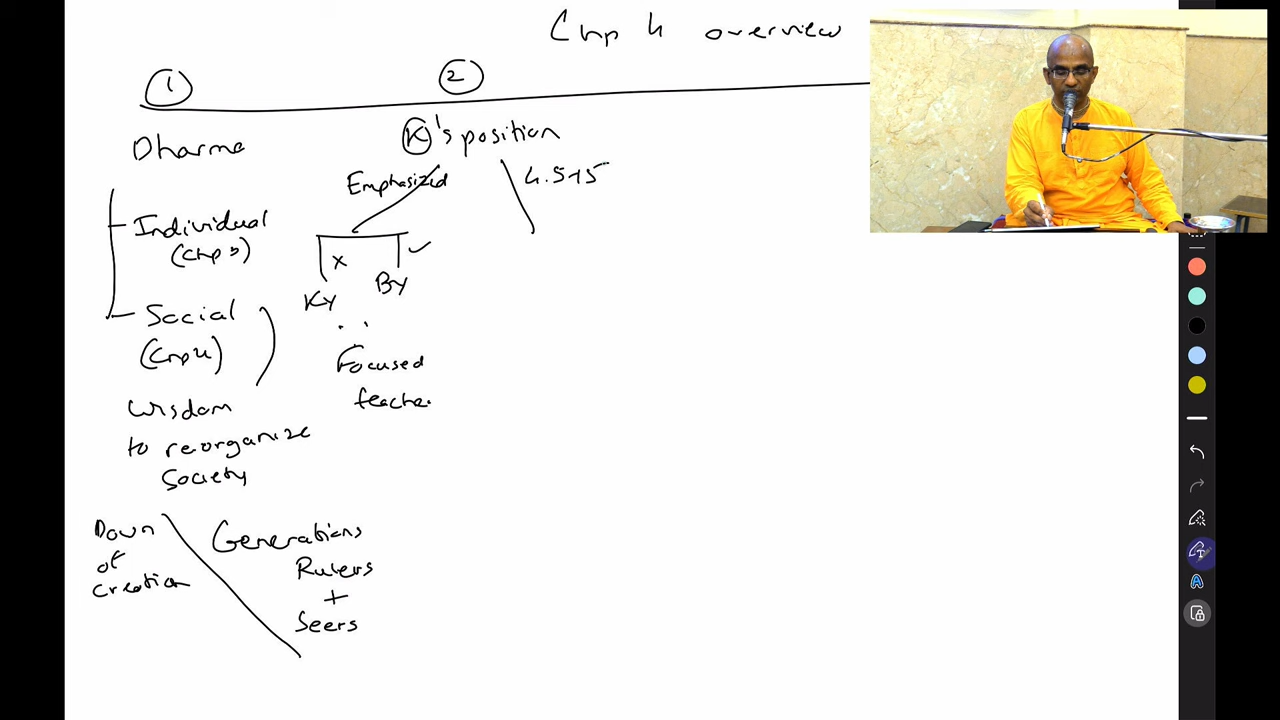 Chp 4 overview
1
2
Dharma
Individual
(Chp 3)
Social
(Chp 4)
Wisdom
to reorganize
Society
Down
of
Creation
Generations
Rulers
+
Seers
K's position
Emphasized
x
✓
Ky
By
Focused
teache.
4.5-15